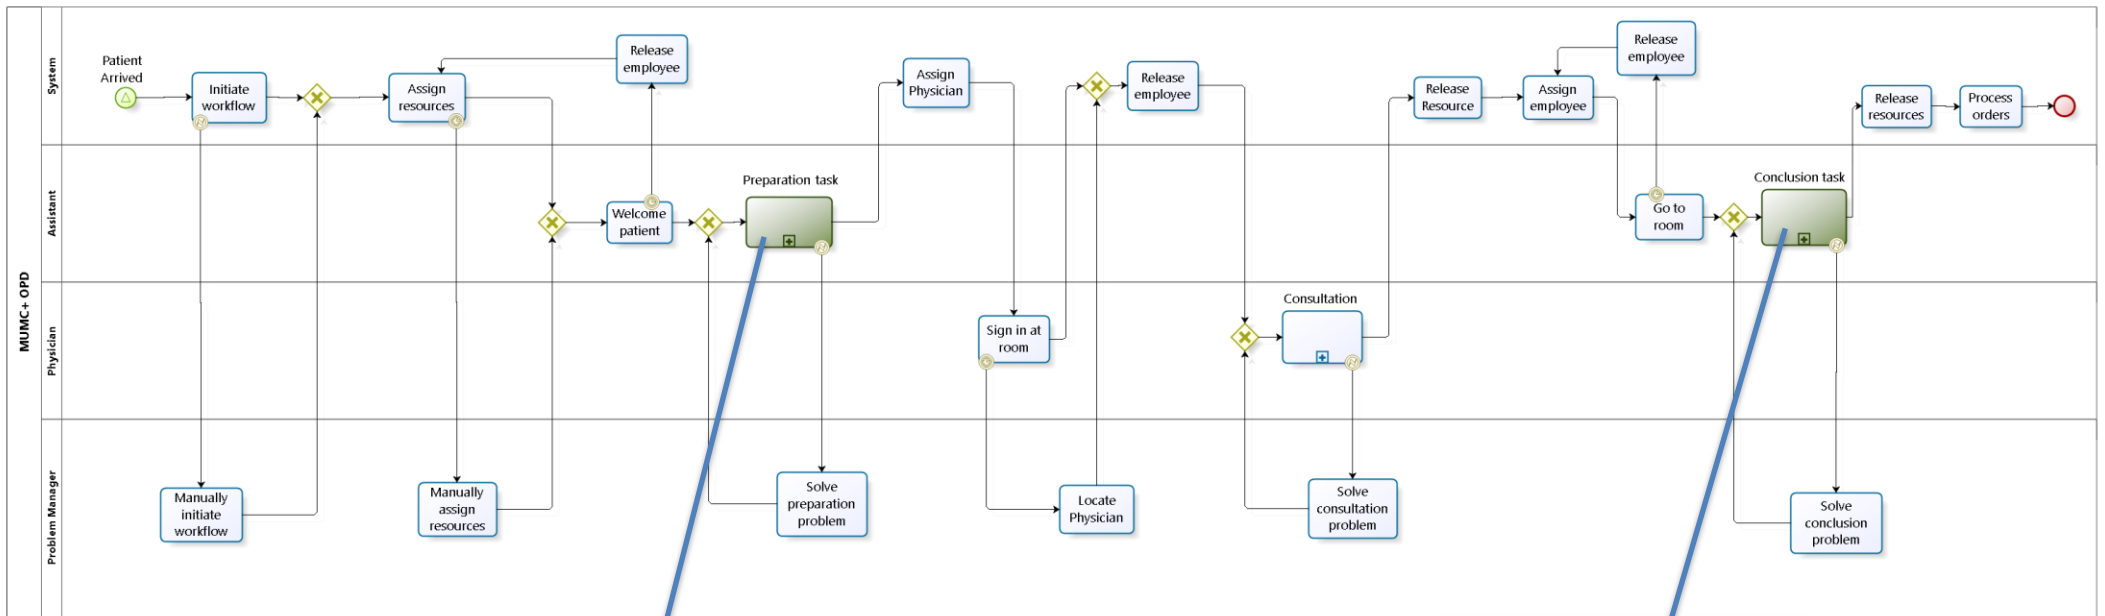 MUMC+ OPD
System
Patient
Arrived
Initiate
workflow
Assign
resources
Release
employee
Assign
Physician
Release
employee
Release
Resource
Assign
employee
Release
employee
Release
resources
Process
orders
Assistant
Welcome
patient
Preparation task
Go to
room
Conclusion task
Physician
Sign in at
room
Consultation
Problem Manager
Manually
initiate
workflow
Manually
assign
resources
Solve
preparation
problem
Locate
Physician
Solve
consultation
problem
Solve
conclusion
problem